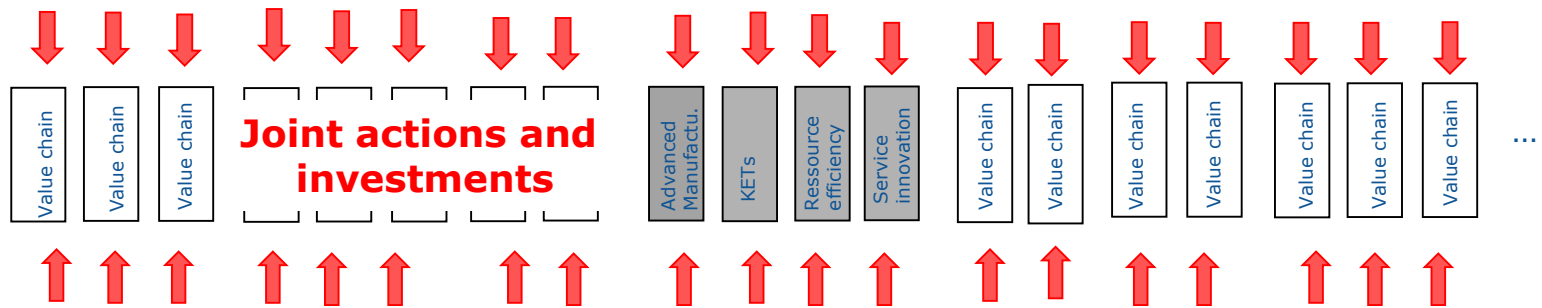 Value chain
Value chain
Value chain
Joint actions and
investments
Advanced
Manufactu.
KETs
Ressource
efficiency
Service
innovation
Value chain
Value chain
Value chain
Value chain
Value chain
Value chain
Value chain
...